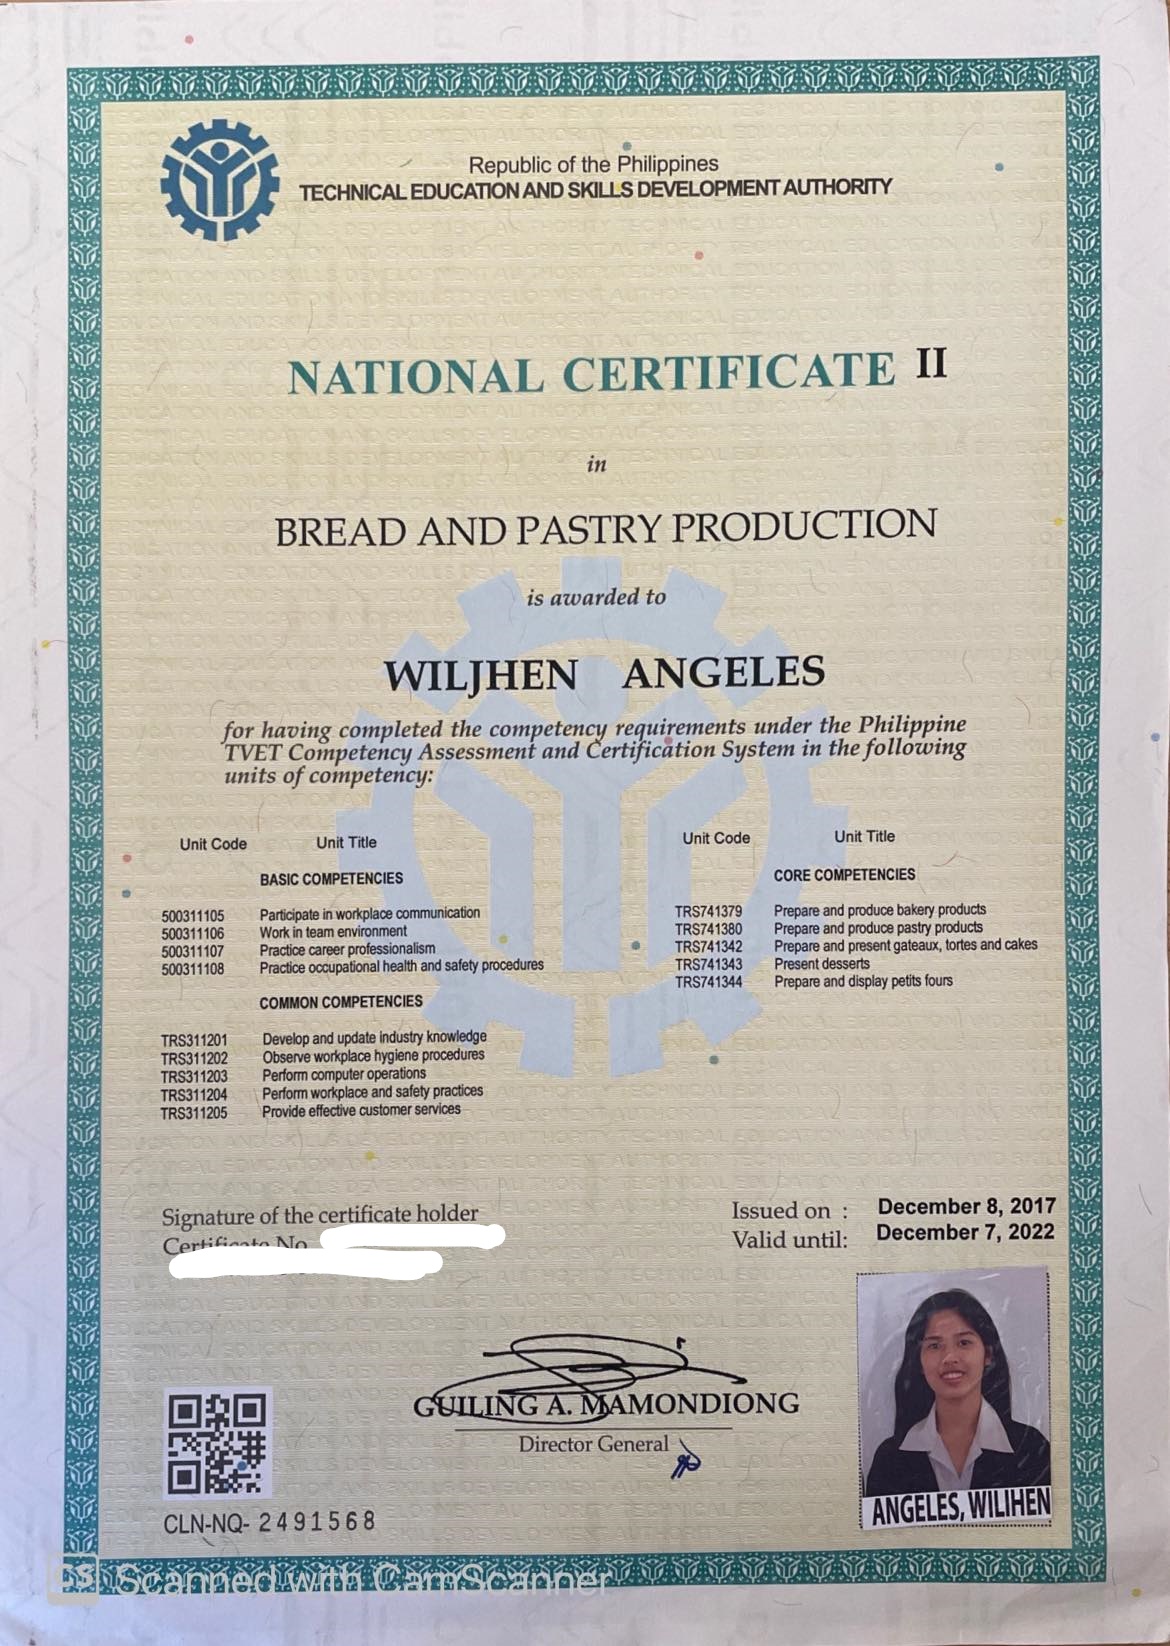 Republic of the Philippines
TECHNICAL EDUCATION AND SKILLS DEVELOPMENT AUTHORITY
NATIONAL CERTIFICATE II
in
BREAD AND PASTRY PRODUCTION
is awarded to
WILJHEN ANGELES
for having completed the competency requirements under the Philippine
TVET Competency Assessment and Certification System in the following
units of competency:
Unit Code Unit Title
BASIC COMPETENCIES
500311105 Participate in workplace communication
500311106 Work in team environment
500311107 Practice career professionalism
500311108 Practice occupational health and safety procedures
COMMON COMPETENCIES
TRS311201 Develop and update industry knowledge
TRS311202 Observe workplace hygiene procedures
TRS311203 Perform computer operations
TRS311204 Perform workplace and safety practices
TRS311205 Provide effective customer services
Unit Code Unit Title
CORE COMPETENCIES
TRS741379 Prepare and produce bakery products
TRS741380 Prepare and produce pastry products
TRS741342 Prepare and present gateaux, tortes and cakes
TRS741343 Present desserts
TRS741344 Prepare and display petits fours
Signature of the certificate holder
Certificate No
Issued on : December 8, 2017
Valid until: December 7, 2022
GUILING A. MAMONDIONG
Director General
ANGELES, WILJHEN
CLN-NQ- 2491568
CS Scanned with CamScanner